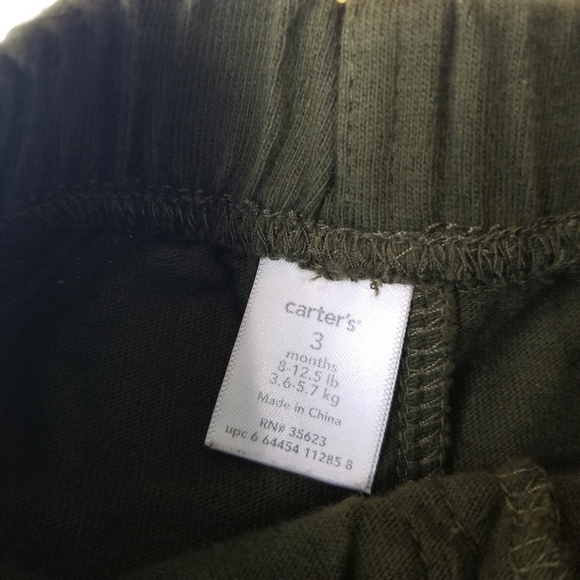 carter's
3
months
8-12.5 lb
3.6-5.7 kg
Made in China
RN# 35623
upc 6 64454 11285 8